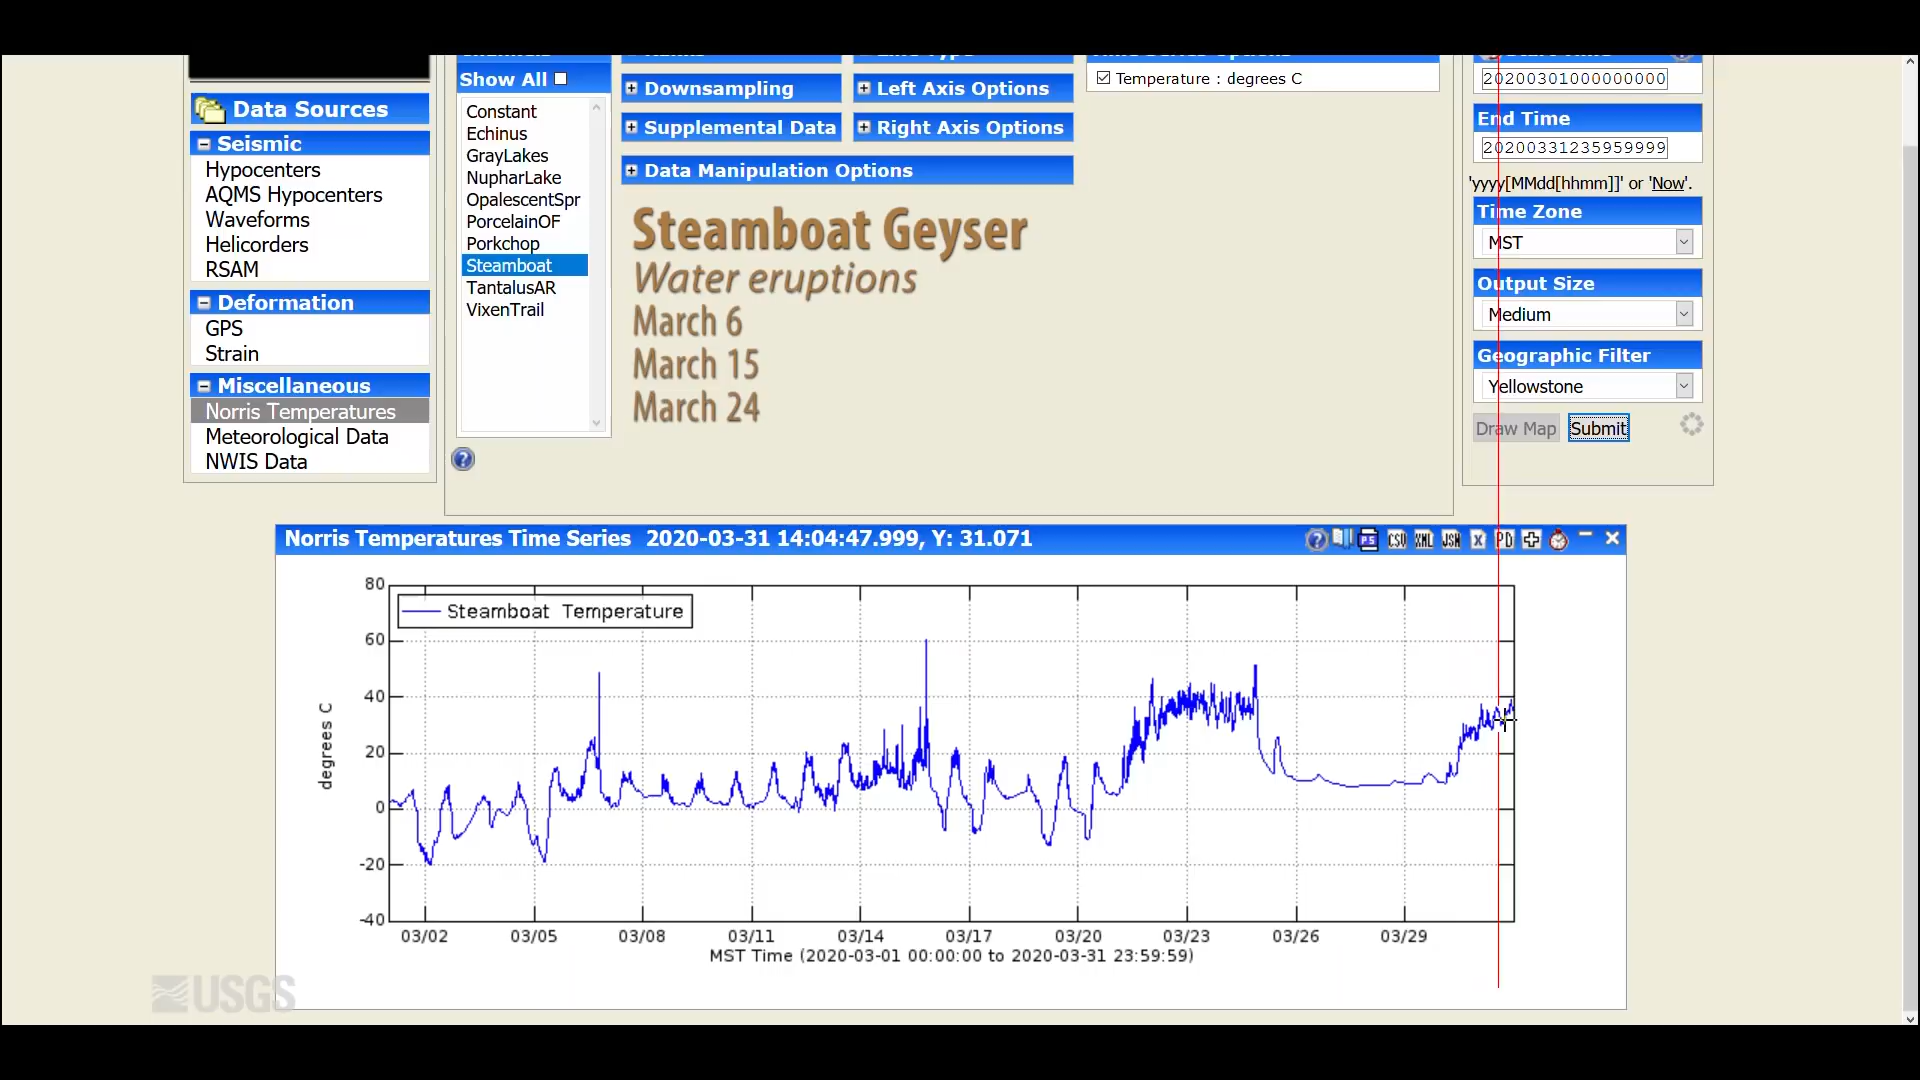 Data Sources
Seismic
Hypocenters
AQMS Hypocenters
Waveforms
Helicorders
RSAM
Deformation
GPS
Strain
Miscellaneous
Norris Temperatures
Meteorological Data
NWIS Data
Show All
Constant
Echinus
GrayLakes
NupharLake
OpalescentSpr
PorcelainOF
Porkchop
Steamboat
TantalusAR
VixenTrail
Downsampling
Left Axis Options
Supplemental Data
Right Axis Options
Data Manipulation Options
Steamboat Geyser
Water eruptions
March 6
March 15
March 24
Temperature : degrees C
20200301000000000
End Time
20200331235959999
'yyyy[MMdd[hhmm]]' or 'Now'.
Time Zone
MST
Output Size
Medium
Geographic Filter
Yellowstone
Draw Map Submit
Norris Temperatures Time Series 2020-03-31 14:04:47.999, Y: 31.071
PS CSV XML JSN X PD
Steamboat Temperature
80
60
40
20
0
-20
-40
degrees C
03/02 03/05 03/08 03/11 03/14 03/17 03/20 03/23 03/26 03/29
MST Time (2020-03-01 00:00:00 to 2020-03-31 23:59:59)
USGS